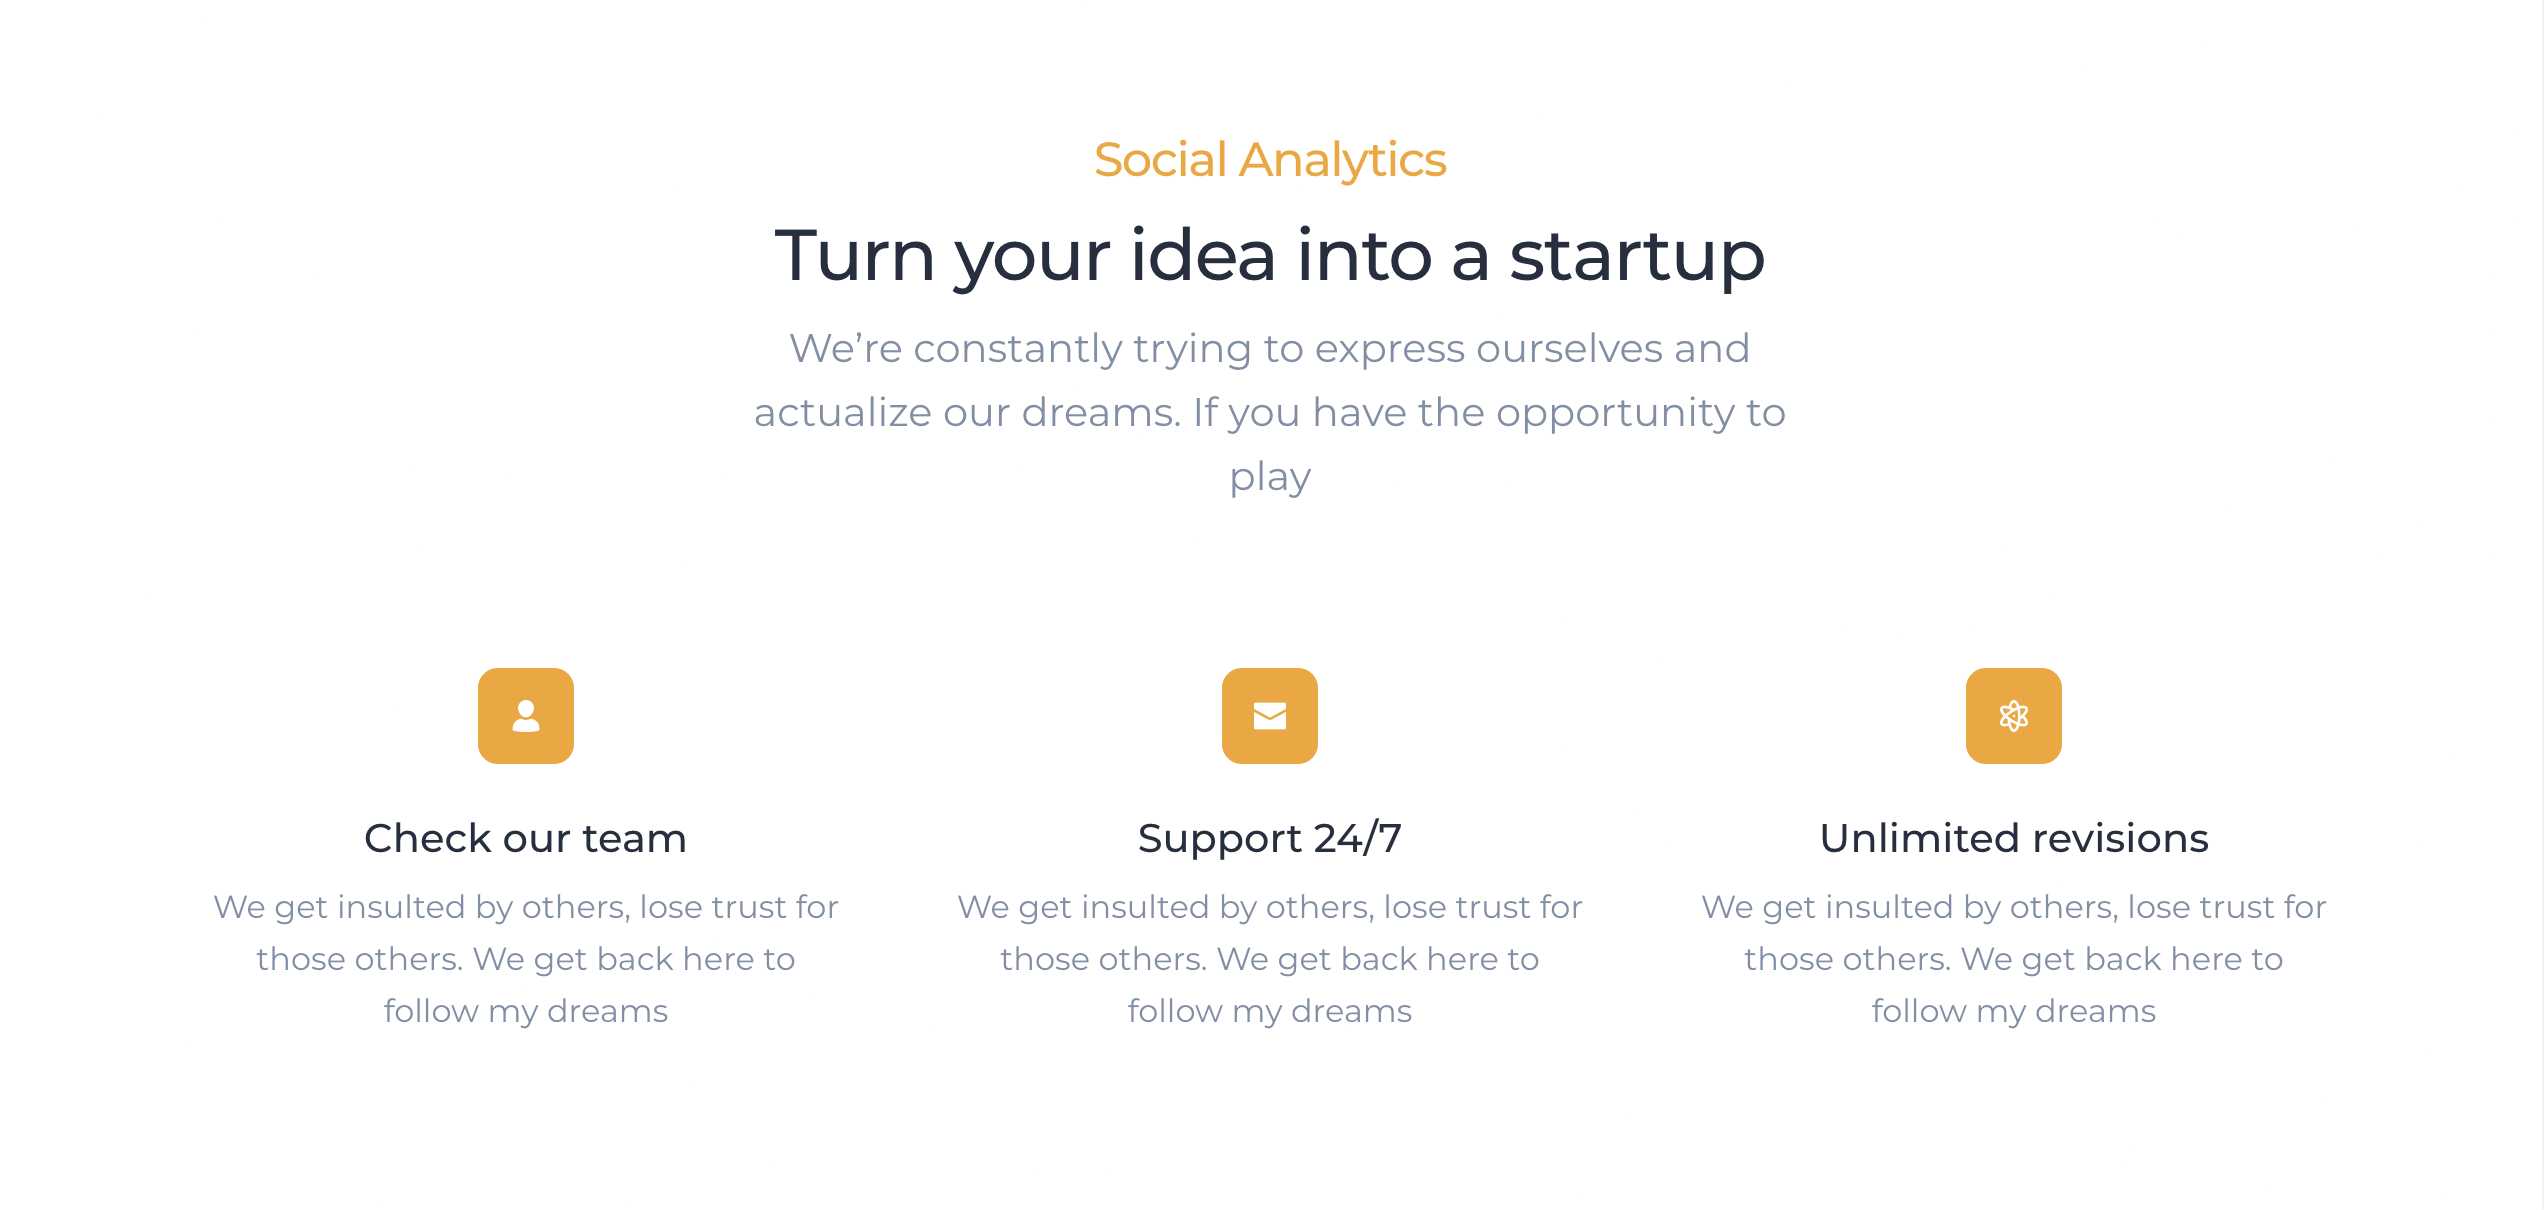 Social Analytics
Turn your idea into a startup
We’re constantly trying to express ourselves and
actualize our dreams. If you have the opportunity to
play
Check our team
We get insulted by others, lose trust for
those others. We get back here to
follow my dreams
Support 24/7
We get insulted by others, lose trust for
those others. We get back here to
follow my dreams
Unlimited revisions
We get insulted by others, lose trust for
those others. We get back here to
follow my dreams